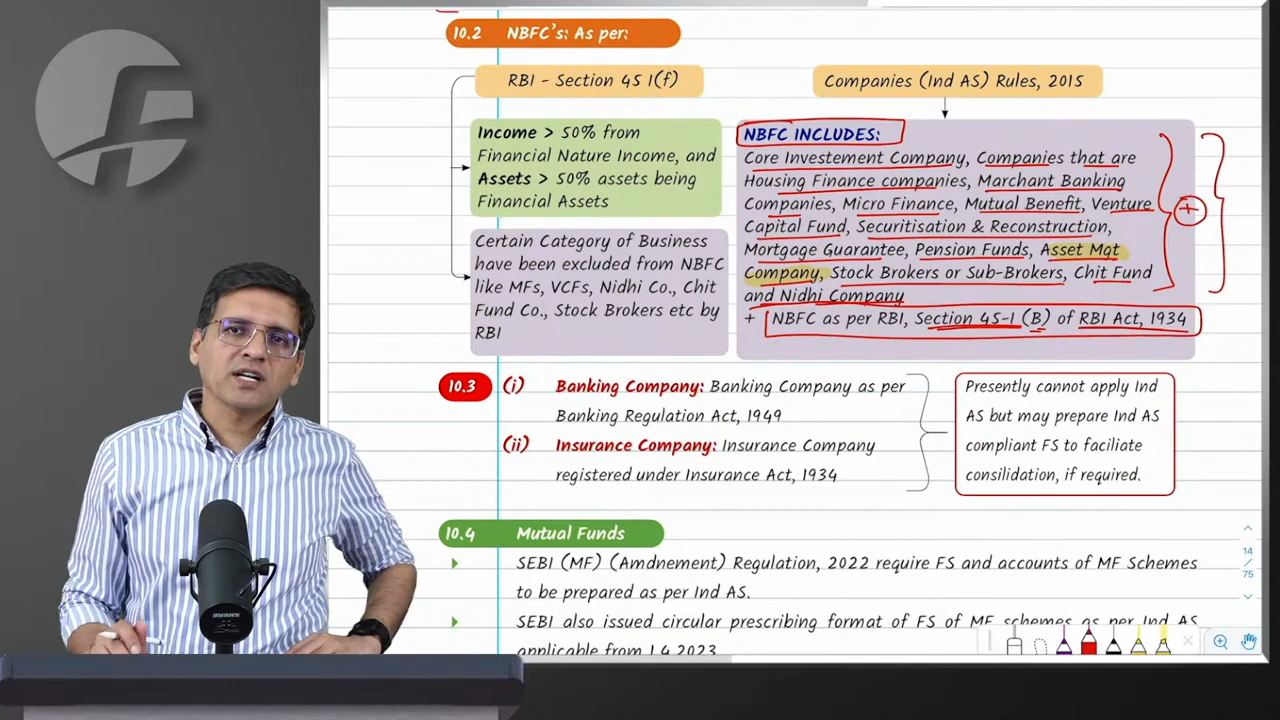 10.2 NBFC's: As per:
RBI - Section 45 I(f)
Income > 50% from
Financial Nature Income, and
Assets > 50% assets being
Financial Assets
Certain Category of Business
have been excluded from NBFC
like MFs, VCFs, Nidhi Co., Chit
Fund Co., Stock Brokers etc by
RBI
Companies (Ind AS) Rules, 2015
NBFC INCLUDES:
Core Investement Company, Companies that are
Housing Finance companies, Marchant Banking
Companies, Micro Finance, Mutual Benefit, Venture
Capital Fund, Securitisation & Reconstruction,
Mortgage Guarantee, Pension Funds, Asset Mgt
Company, Stock Brokers or Sub-Brokers, Chit Fund
and Nidhi Company
+ NBFC as per RBI, Section 45-I (B) of RBI Act, 1934
+
10.3 (i) Banking Company: Banking Company as per
Banking Regulation Act, 1949
(ii) Insurance Company: Insurance Company
registered under Insurance Act, 1934
Presently cannot apply Ind
AS but may prepare Ind AS
compliant FS to faciliate
consilidation, if required.
10.4 Mutual Funds
SEBI (MF) (Amdnement) Regulation, 2022 require FS and accounts of MF Schemes
to be prepared as per Ind AS.
SEBI also issued circular prescribing format of FS of MF schemes as per Ind AS
applicable from 1.4.2023
14
/
75